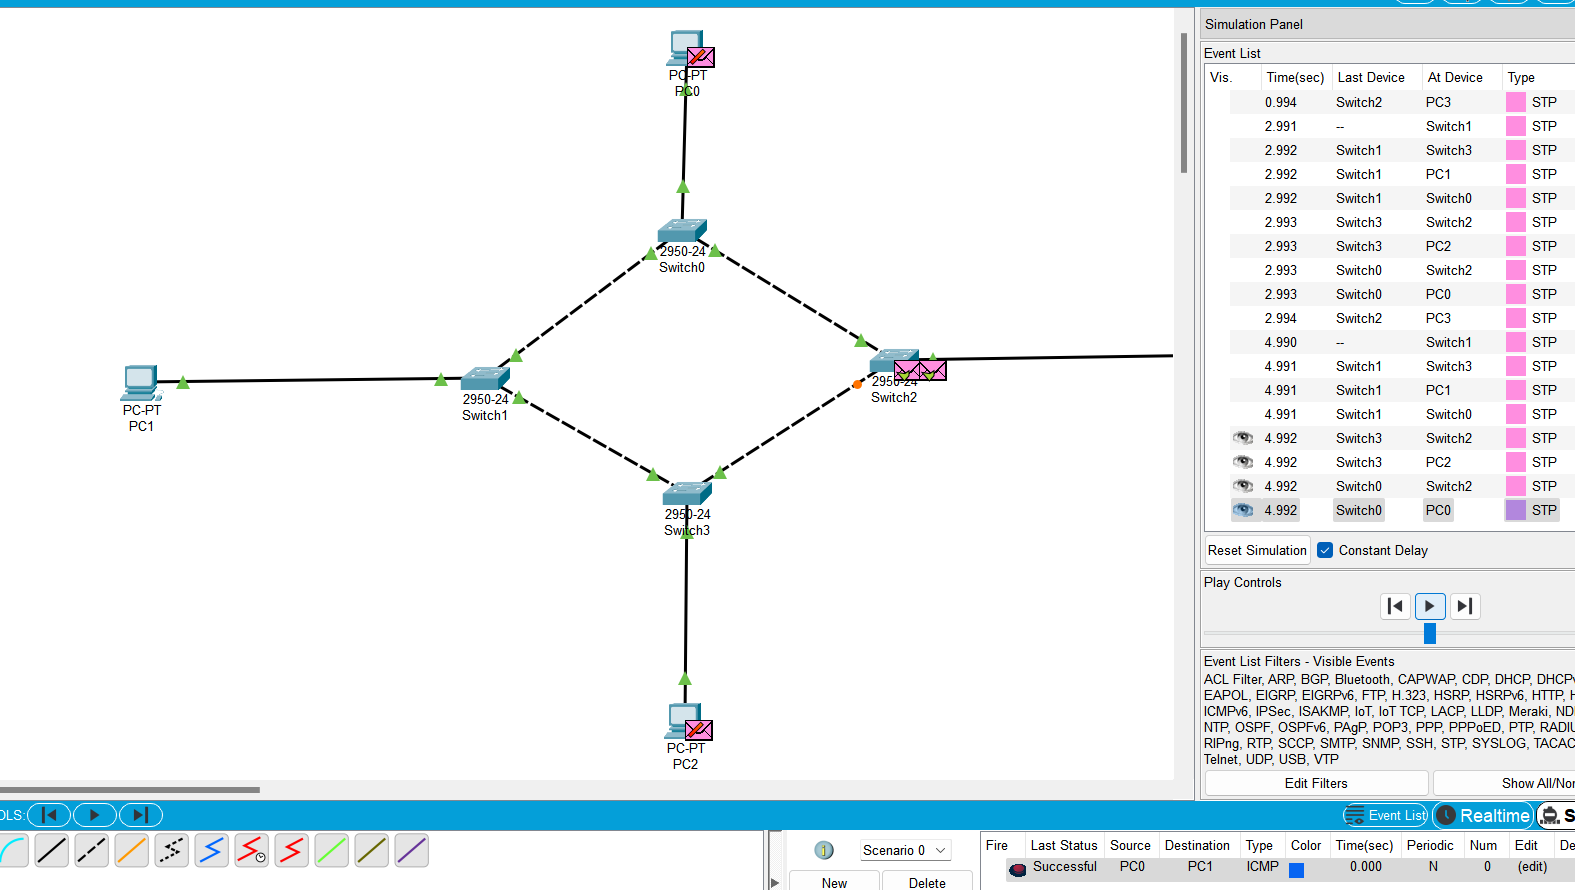 PC-PT
PC0
2950-24
Switch0
PC-PT
PC1
2950-24
Switch1
2950-24
Switch2
2950-24
Switch3
PC-PT
PC2
Simulation Panel
Event List
Vis. Time(sec) Last Device At Device Type
0.994 Switch2 PC3 STP
2.991 -- Switch1 STP
2.992 Switch1 Switch3 STP
2.992 Switch1 PC1 STP
2.992 Switch1 Switch0 STP
2.993 Switch3 Switch2 STP
2.993 Switch3 PC2 STP
2.993 Switch0 Switch2 STP
2.993 Switch0 PC0 STP
2.994 Switch2 PC3 STP
4.990 -- Switch1 STP
4.991 Switch1 Switch3 STP
4.991 Switch1 PC1 STP
4.991 Switch1 Switch0 STP
4.992 Switch3 Switch2 STP
4.992 Switch3 PC2 STP
4.992 Switch0 Switch2 STP
4.992 Switch0 PC0 STP
Reset Simulation Constant Delay
Play Controls
Event List Filters - Visible Events
ACL Filter, ARP, BGP, Bluetooth, CAPWAP, CDP, DHCP, DHCPv
EAPOL, EIGRP, EIGRPv6, FTP, H.323, HSRP, HSRPv6, HTTP, H
ICMPv6, IPSec, ISAKMP, IoT, IoT TCP, LACP, LLDP, Meraki, ND
NTP, OSPF, OSPFv6, PAgP, POP3, PPP, PPPoED, PTP, RADIU
RIPng, RTP, SCCP, SMTP, SNMP, SSH, STP, SYSLOG, TACAC
Telnet, UDP, USB, VTP
Edit Filters Show All/Non
OLS: Event List Realtime S
Scenario 0
New Delete
Fire Last Status Source Destination Type Color Time(sec) Periodic Num Edit De
Successful PC0 PC1 ICMP 0.000 N 0 (edit)